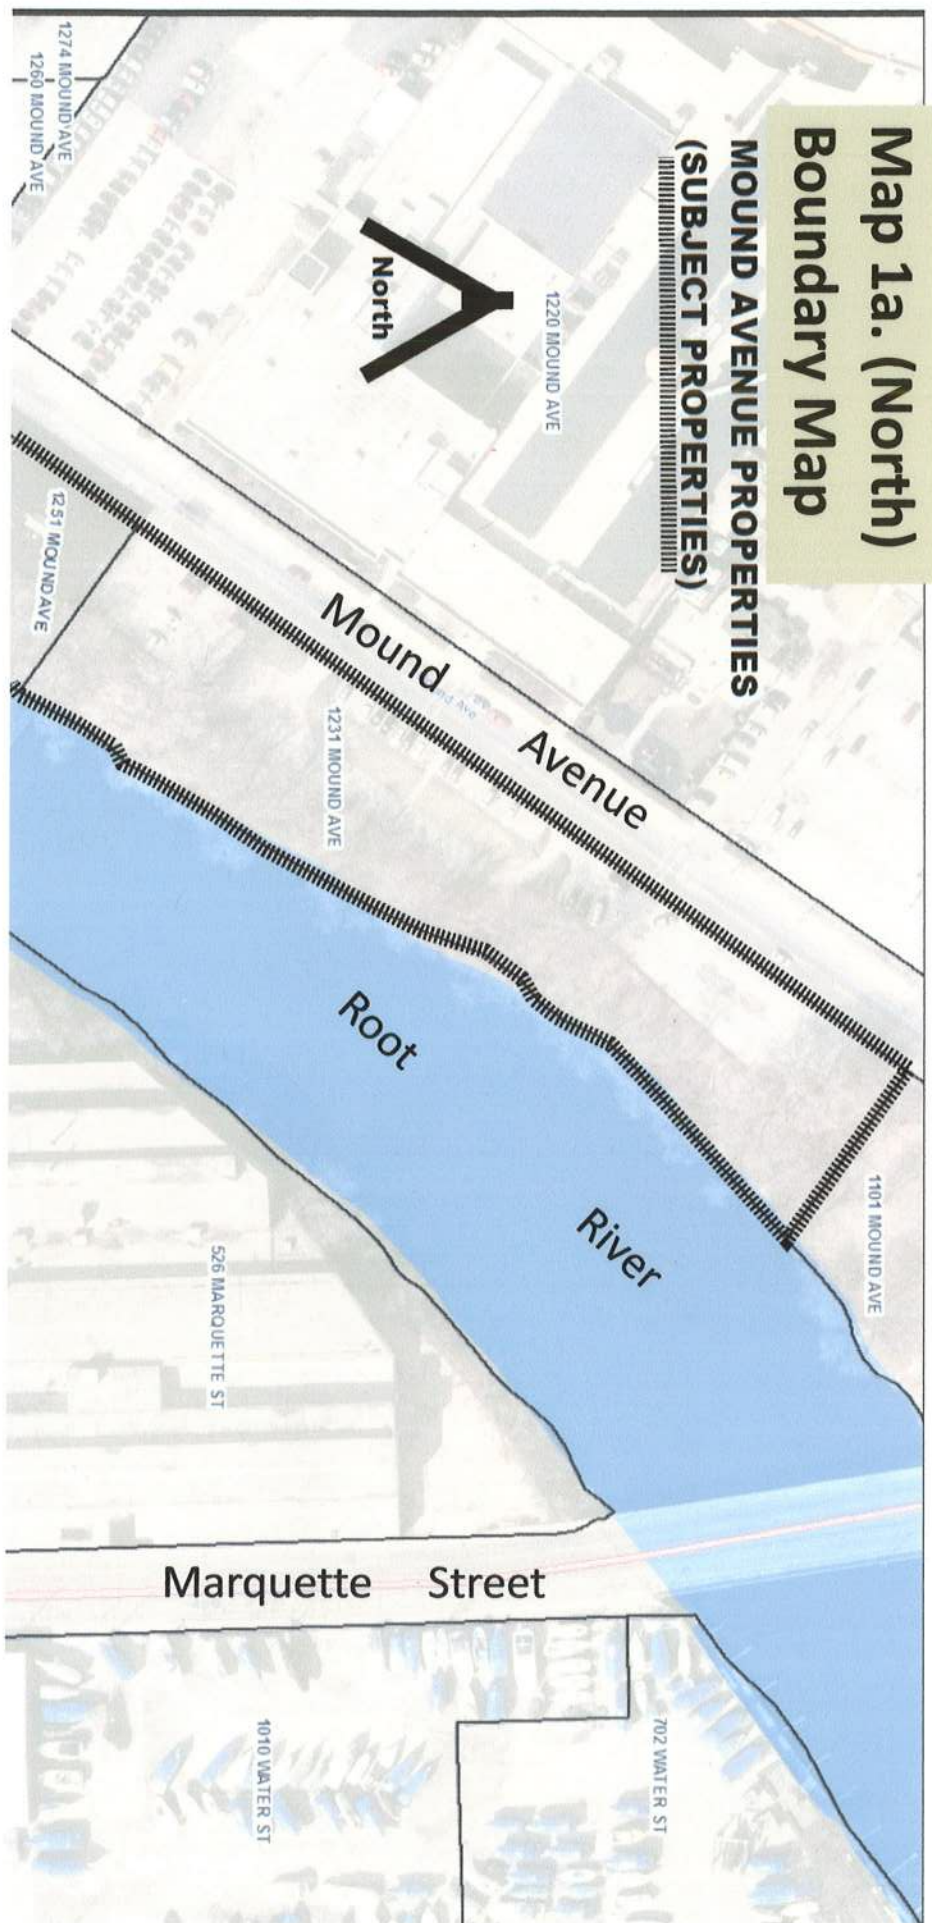 Map 1a. (North)
Boundary Map
MOUND AVENUE PROPERTIES
(SUBJECT PROPERTIES)
North
1274 MOUND AVE
1260 MOUND AVE
1220 MOUND AVE
1251 MOUND AVE
Mound Avenue
nd Ave
1231 MOUND AVE
1101 MOUND AVE
Root River
526 MARQUETTE ST
Marquette Street
1010 WATER ST
702 WATER ST